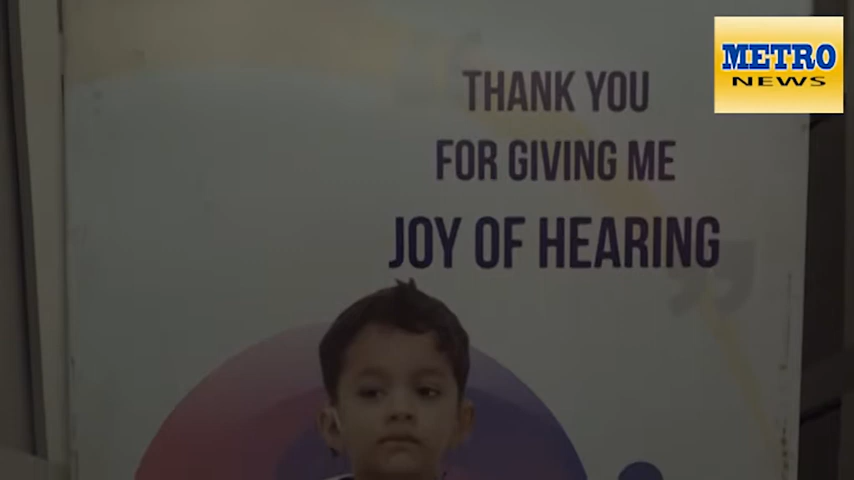 METRO
NEWS
THANK YOU
FOR GIVING ME
JOY OF HEARING
”